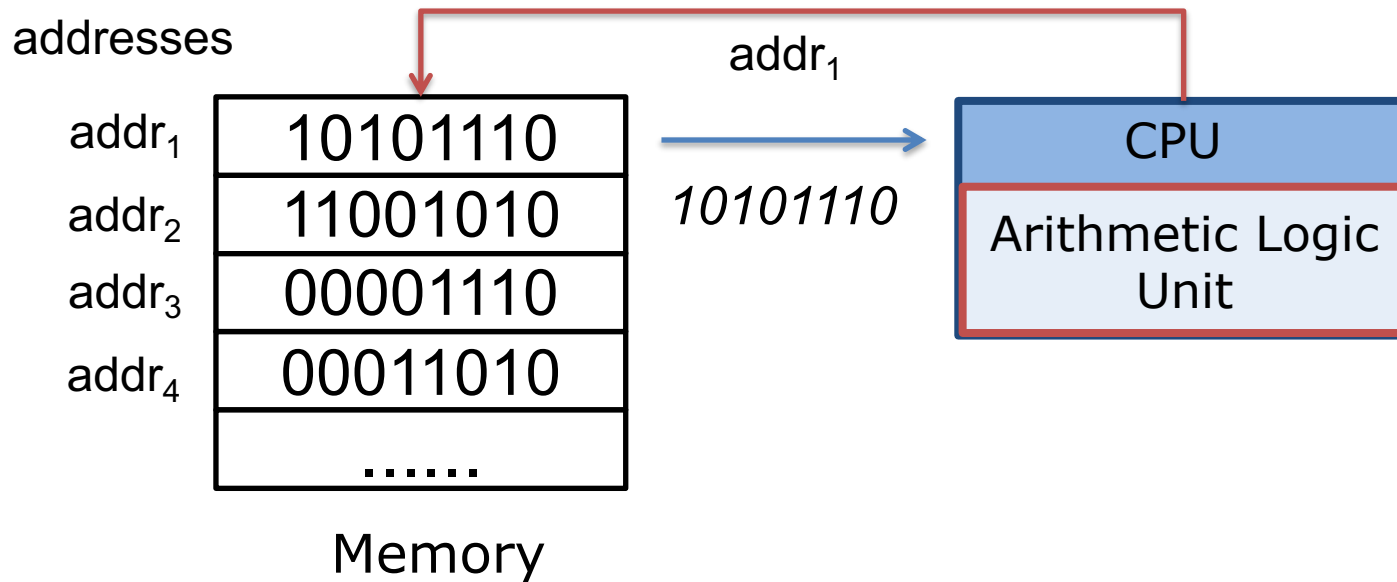 addresses
addr₁
addr₁
10101110
CPU
addr₂
11001010
10101110
Arithmetic Logic
Unit
addr₃
00001110
addr₄
00011010
......
Memory